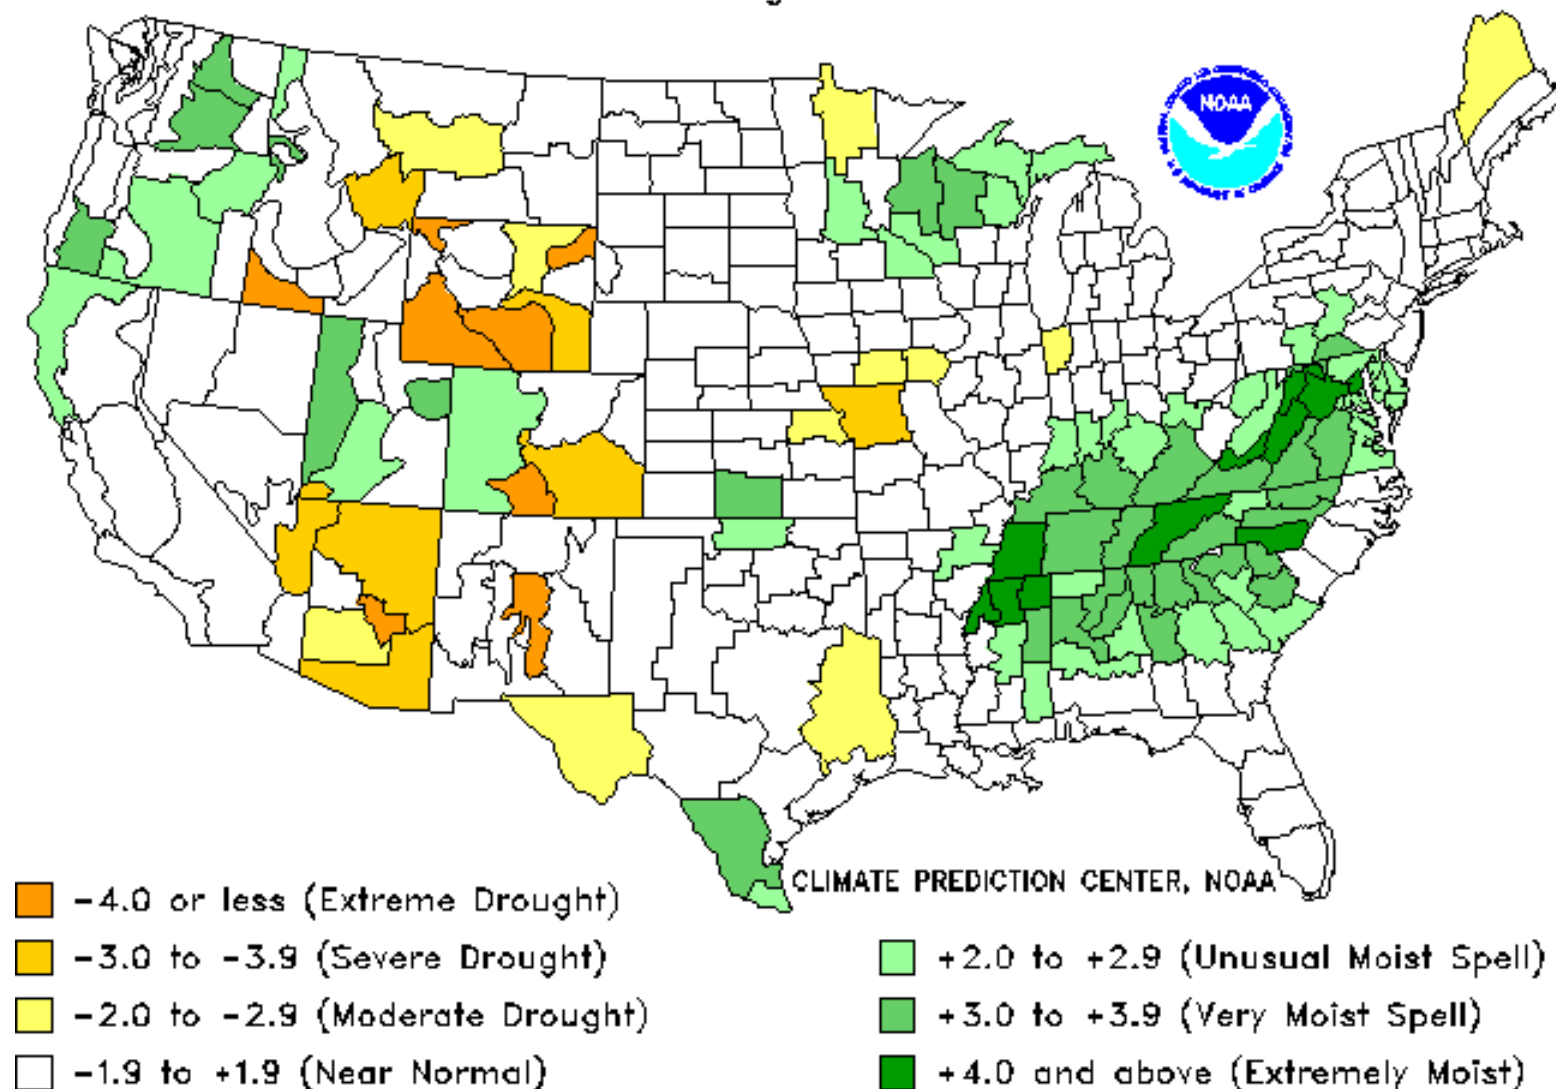 NOAA
CLIMATE PREDICTION CENTER, NOAA
-4.0 or less (Extreme Drought)
-3.0 to -3.9 (Severe Drought)
-2.0 to -2.9 (Moderate Drought)
-1.9 to +1.9 (Near Normal)
+2.0 to +2.9 (Unusual Moist Spell)
+3.0 to +3.9 (Very Moist Spell)
+4.0 and above (Extremely Moist)